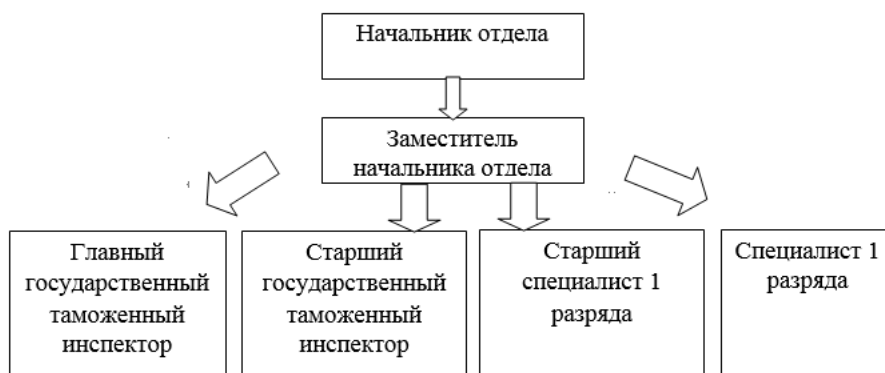 Начальник отдела
Заместитель
начальника отдела
Главный
государственный
таможенный
инспектор
Старший
государственный
таможенный
инспектор
Старший
специалист 1
разряда
Специалист 1
разряда